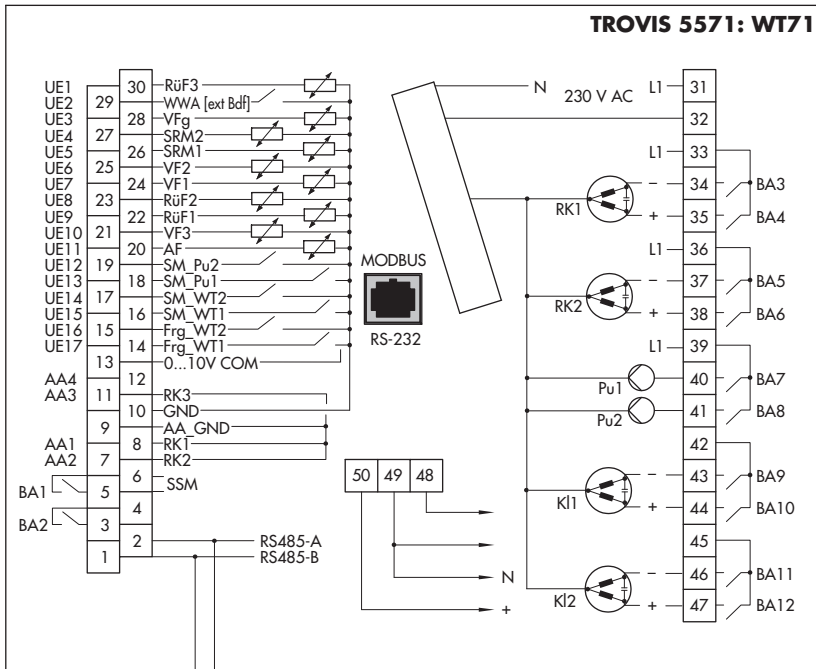 TROVIS 5571: WT71
UE1 30 RüF3 N 230 V AC L1 31
UE2 29 WWA [ext Bdf] 32
UE3 28 VFg
UE4 27 SRM2 L1 33
UE5 26 SRM1
UE6 25 VF2 RK1 − 34 BA3
UE7 24 VF1
UE8 23 RüF2 + 35 BA4
UE9 22 RüF1
UE10 21 VF3 L1 36
UE11 20 AF
UE12 19 SM_Pu2 MODBUS
UE13 18 SM_Pu1 RK2 − 37 BA5
UE14 17 SM_WT2
UE15 16 SM_WT1 + 38 BA6
UE16 15 Frg_WT2 RS-232
UE17 14 Frg_WT1 L1 39
13 0...10V COM
AA4 12 Pu1 40 BA7
AA3 11 RK3
10 GND Pu2 41 BA8
9 AA_GND
AA1 8 RK1 42
AA2 7 RK2
6 50 49 48 Kl1 − 43 BA9
SSM
BA1 5 + 44 BA10
4
BA2 3 45
2 RS485-A
1 RS485-B
N Kl2 − 46 BA11
+ + 47 BA12